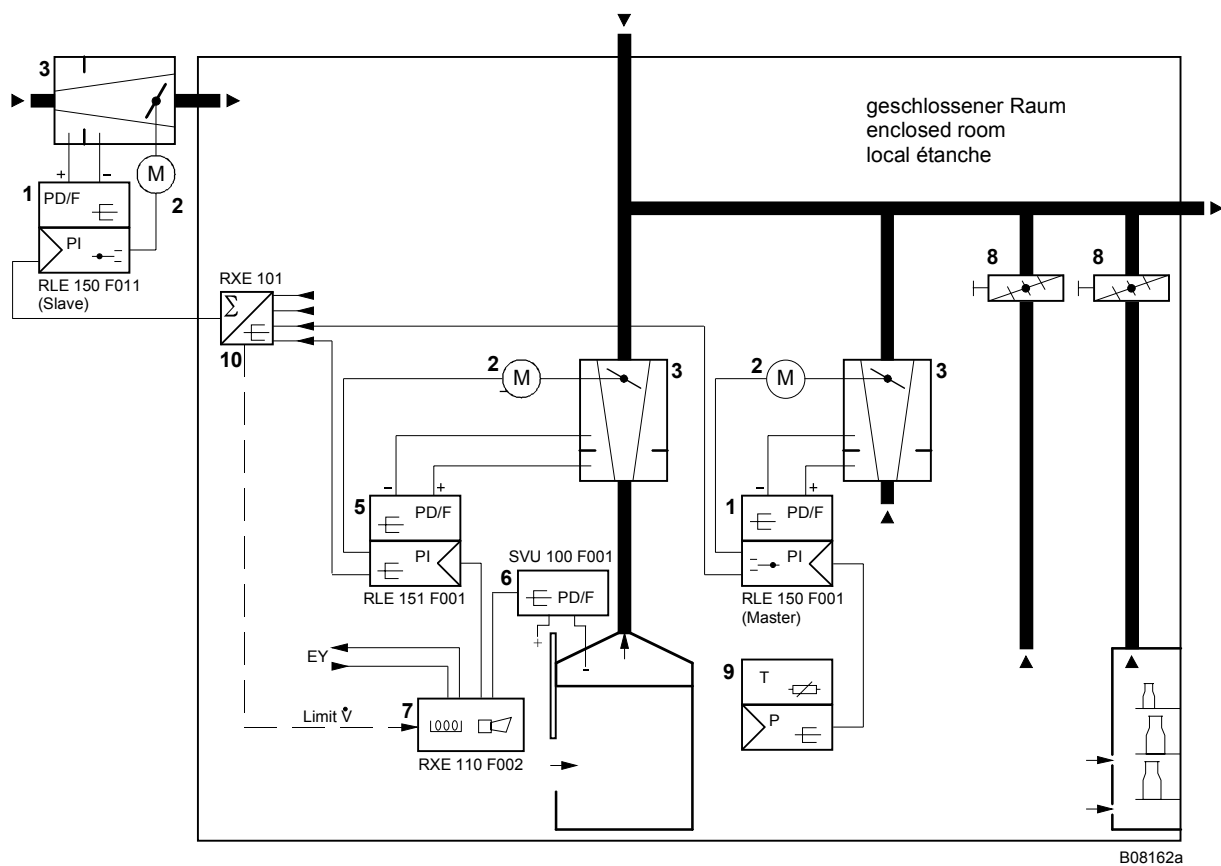 geschlossener Raum
enclosed room
local étanche
3
+
–
M
1
PD/F
2
PI
RLE 150 F011
(Slave)
RXE 101
Σ
10
8
8
2
M
3
2
M
3
–
+
–
+
5
PD/F
1
PD/F
PI
PI
RLE 151 F001
SVU 100 F001
RLE 150 F001
(Master)
6
PD/F
+
-
EY
9
T
P
Limit V̇
7
RXE 110 F002
B08162a